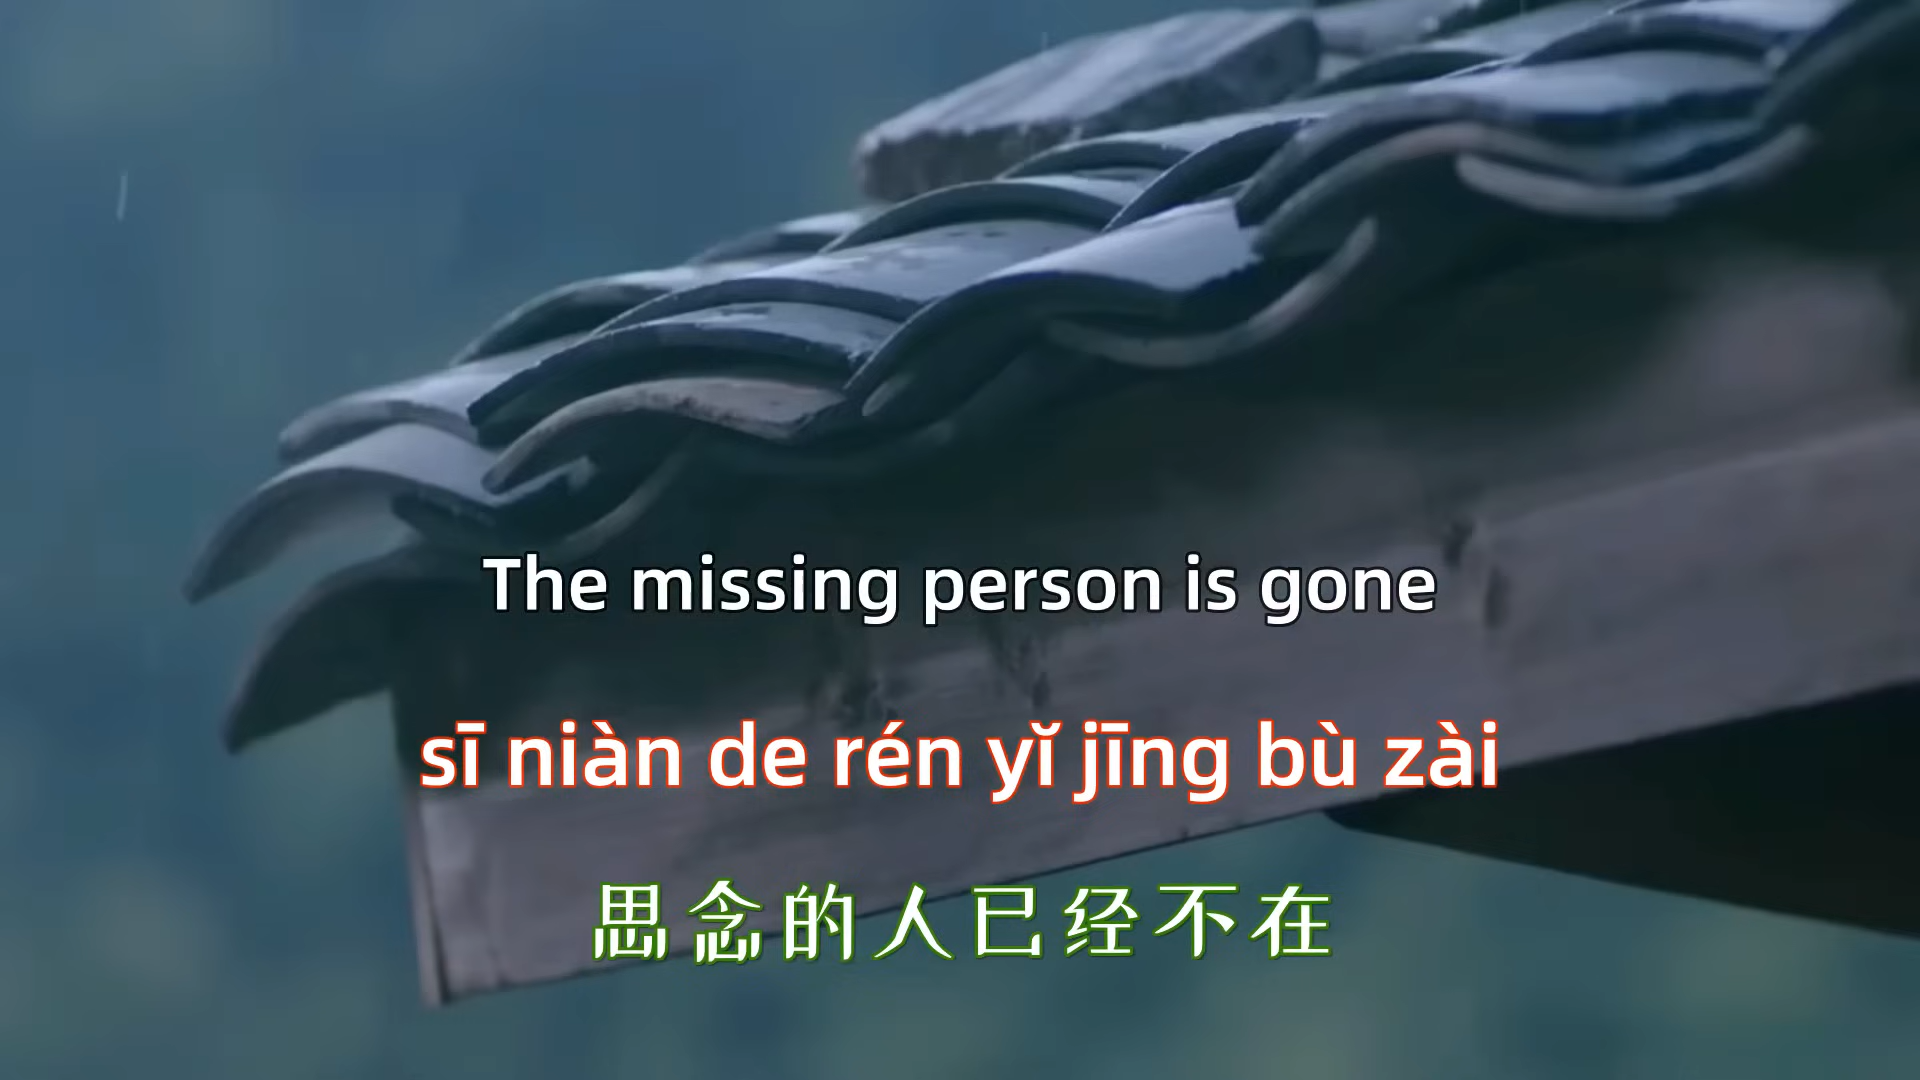 The missing person is gone
sī niàn de rén yǐ jīng bù zài
思念的人已经不在